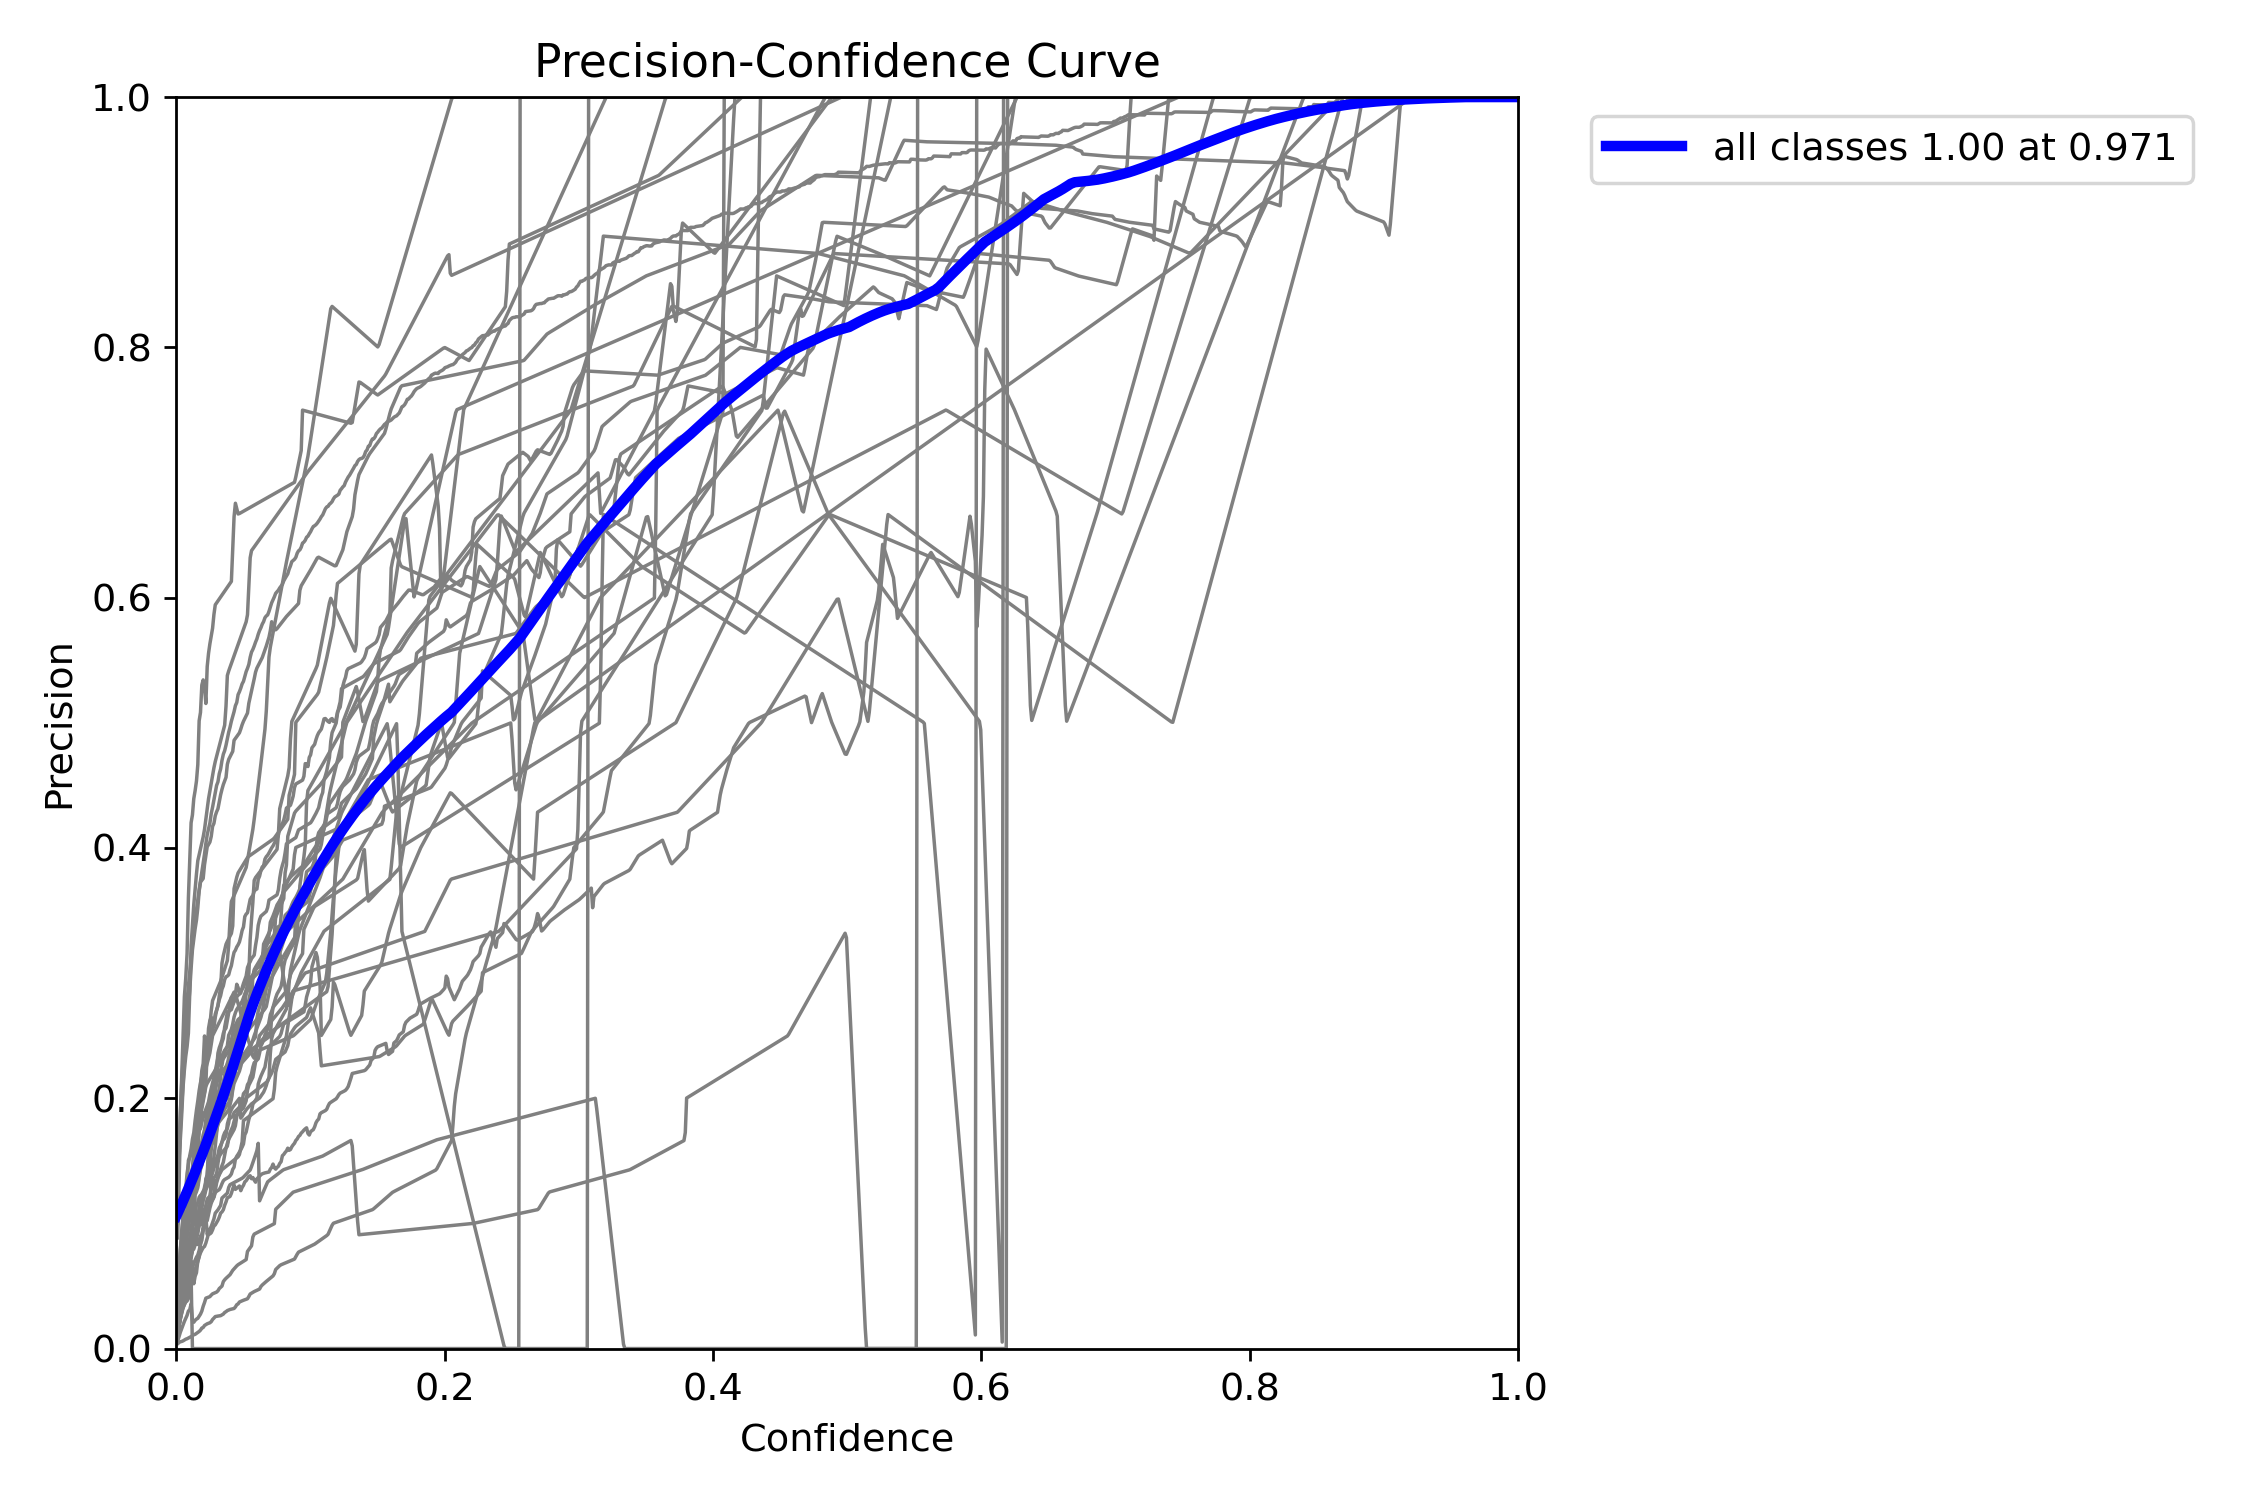 Precision-Confidence Curve
1.0
0.8
0.6
0.4
0.2
0.0
Precision
0.0 0.2 0.4 0.6 0.8 1.0
Confidence
all classes 1.00 at 0.971